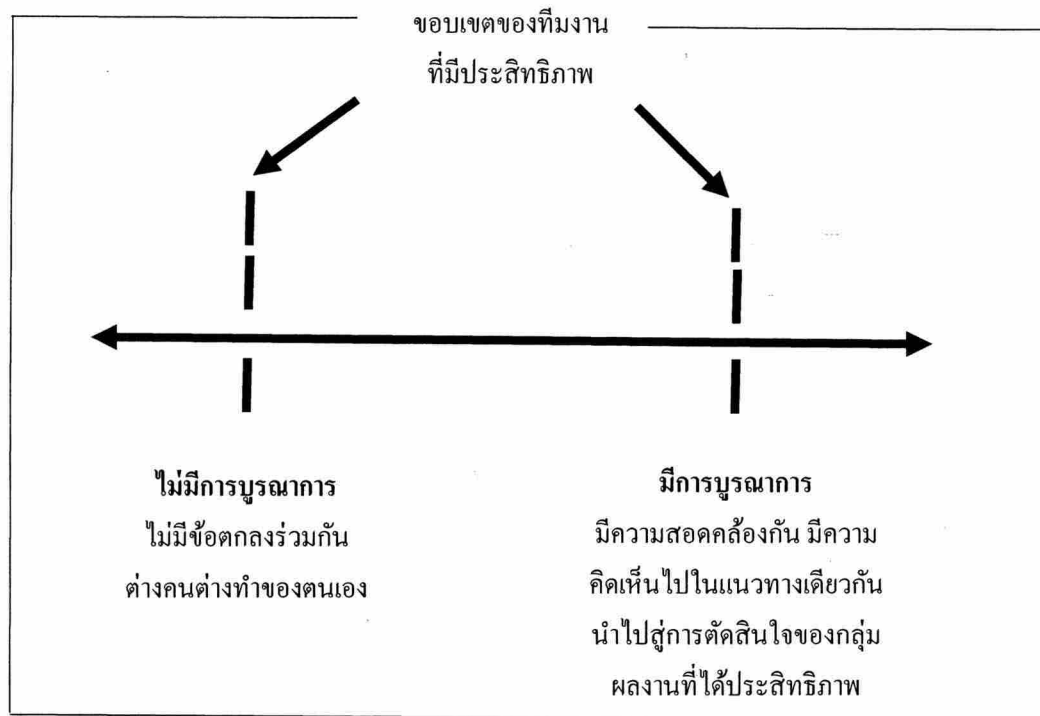 ขอบเขตของทีมงาน
ที่มีประสิทธิภาพ
ไม่มีการบูรณาการ
ไม่มีข้อตกลงร่วมกัน
ต่างคนต่างทำของตนเอง
มีการบูรณาการ
มีความสอดคล้องกัน มีความ
คิดเห็นไปในแนวทางเดียวกัน
นำไปสู่การตัดสินใจของกลุ่ม
ผลงานที่ได้ประสิทธิภาพ